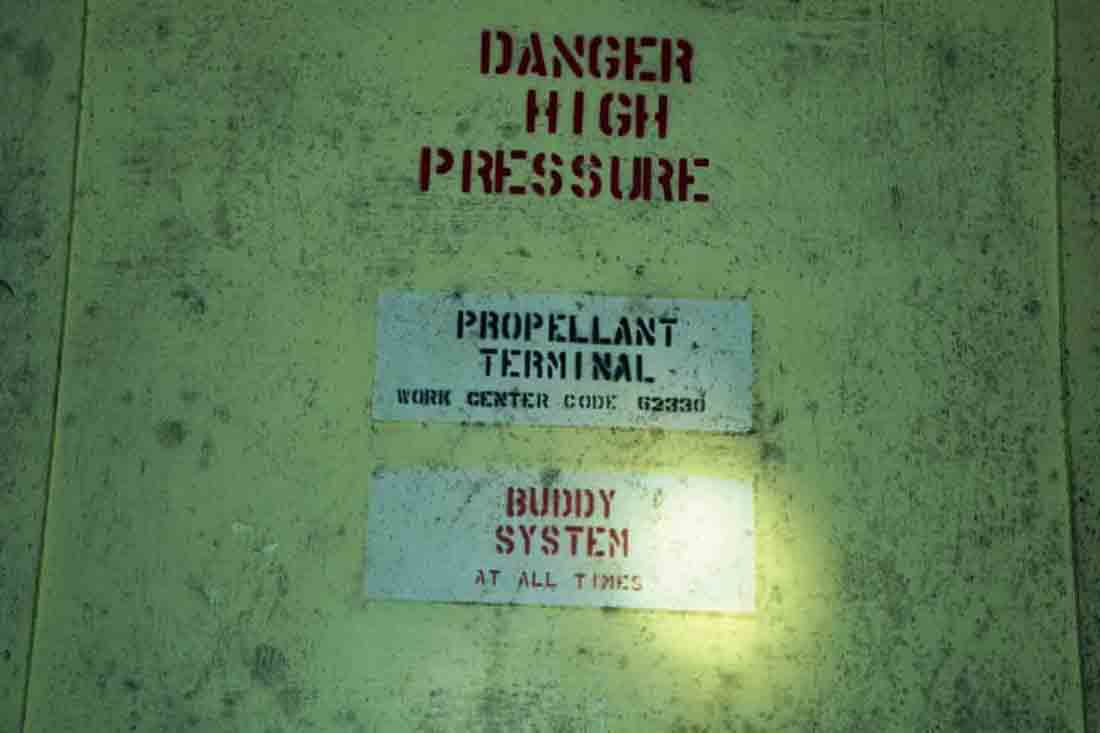 DANGER
HIGH
PRESSURE
PROPELLANT
TERMINAL
WORK CENTER CODE 62330
BUDDY
SYSTEM
AT ALL TIMES